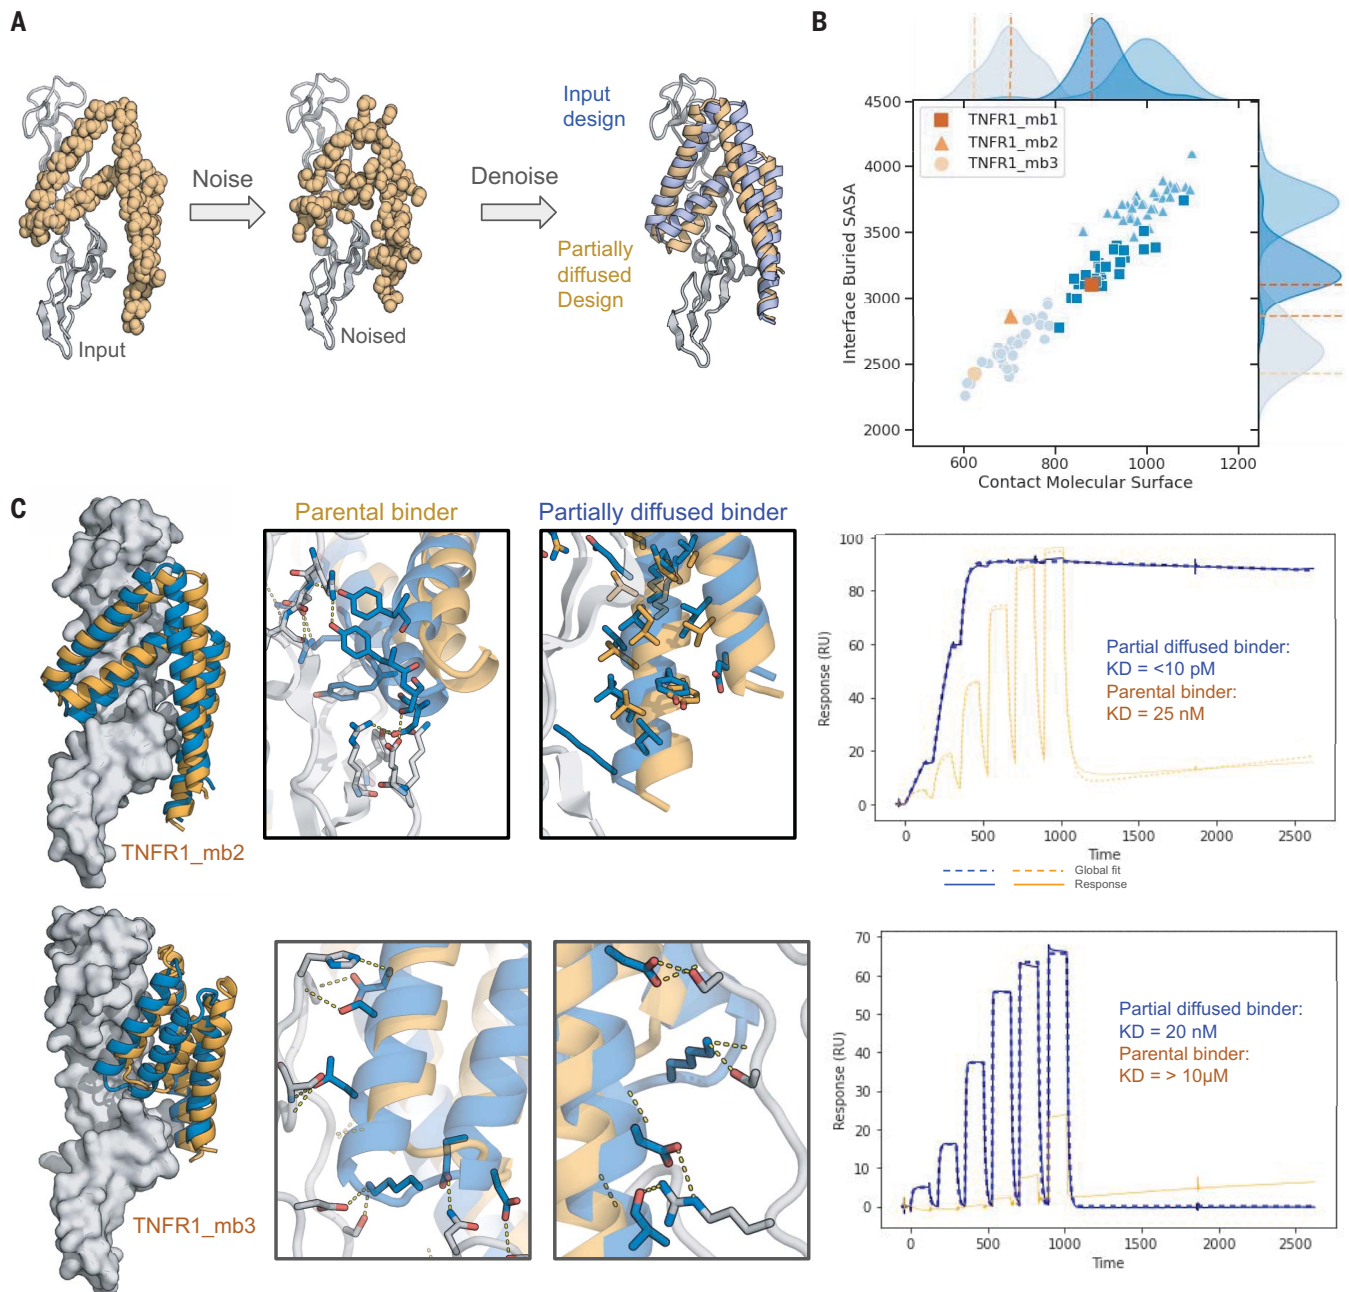 A
Input
Noise
Noised
Denoise
Input
design
Partially
diffused
Design
B
TNFR1_mb1
TNFR1_mb2
TNFR1_mb3
4500
4000
3500
3000
2500
2000
Interface Buried SASA
600
800
1000
1200
Contact Molecular Surface
C
TNFR1_mb2
Parental binder
Partially diffused binder
100
80
60
40
20
0
Response (RU)
Partial diffused binder:
KD = <10 pM
Parental binder:
KD = 25 nM
0
500
1000
1500
2000
2500
Time
Global fit
Response
TNFR1_mb3
70
60
50
40
30
20
10
0
Response (RU)
Partial diffused binder:
KD = 20 nM
Parental binder:
KD = > 10µM
0
500
1000
1500
2000
2500
Time